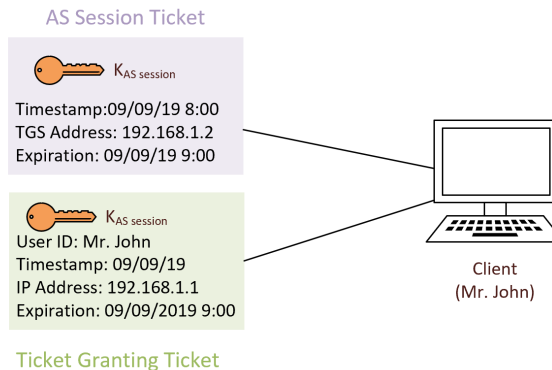 AS Session Ticket
K AS session
Timestamp:09/09/19 8:00
TGS Address: 192.168.1.2
Expiration: 09/09/19 9:00
K AS session
User ID: Mr. John
Timestamp: 09/09/19
IP Address: 192.168.1.1
Expiration: 09/09/2019 9:00
Ticket Granting Ticket
Client
(Mr. John)